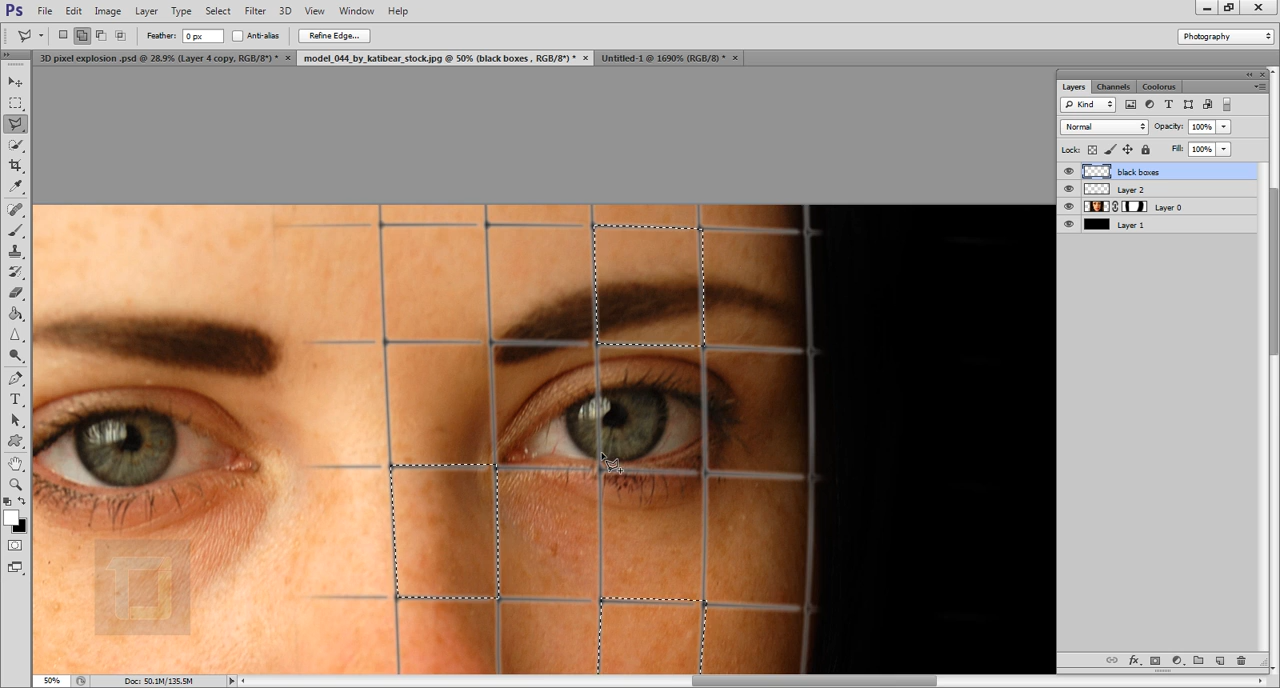 Ps File Edit Image Layer Type Select Filter 3D View Window Help
Feather: 0 px Anti-alias Refine Edge... Photography
3D pixel explosion .psd @ 28.9% (Layer 4 copy, RGB/8*) * × model_044_by_katibear_stock.jpg @ 50% (black boxes , RGB/8*) * × Untitled-1 @ 1690% (RGB/8) * ×
Layers Channels Coolorus
Kind
Normal Opacity: 100%
Lock: Fill: 100%
black boxes
Layer 2
Layer 0
Layer 1
50% Doc: 50.1M/135.5M